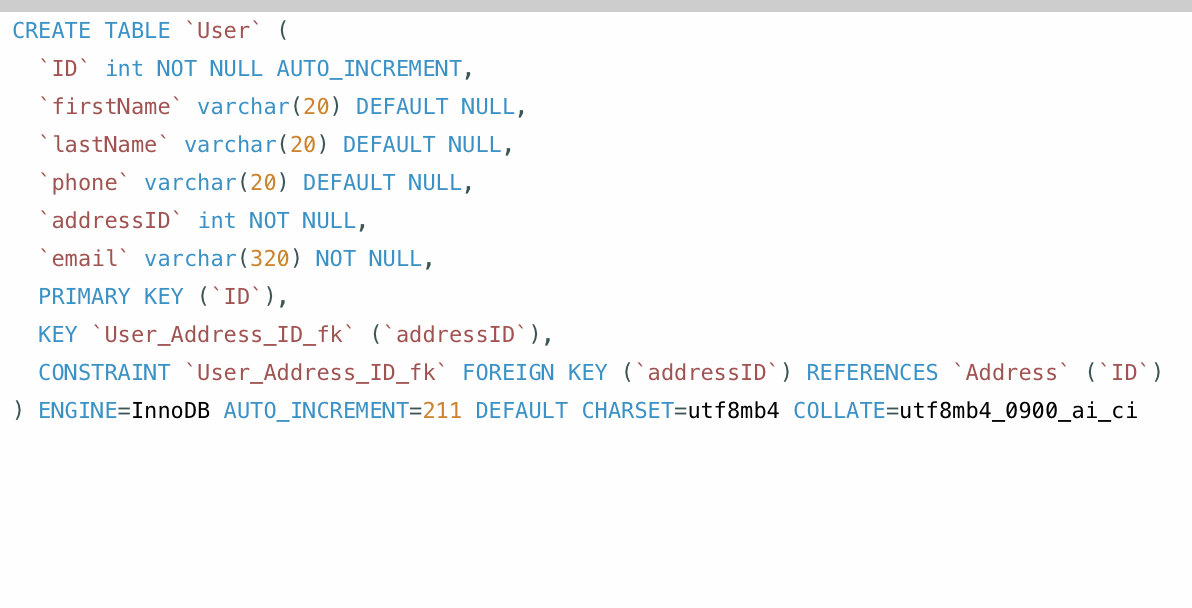 CREATE TABLE `User` (
  `ID` int NOT NULL AUTO_INCREMENT,
  `firstName` varchar(20) DEFAULT NULL,
  `lastName` varchar(20) DEFAULT NULL,
  `phone` varchar(20) DEFAULT NULL,
  `addressID` int NOT NULL,
  `email` varchar(320) NOT NULL,
  PRIMARY KEY (`ID`),
  KEY `User_Address_ID_fk` (`addressID`),
  CONSTRAINT `User_Address_ID_fk` FOREIGN KEY (`addressID`) REFERENCES `Address` (`ID`)
) ENGINE=InnoDB AUTO_INCREMENT=211 DEFAULT CHARSET=utf8mb4 COLLATE=utf8mb4_0900_ai_ci